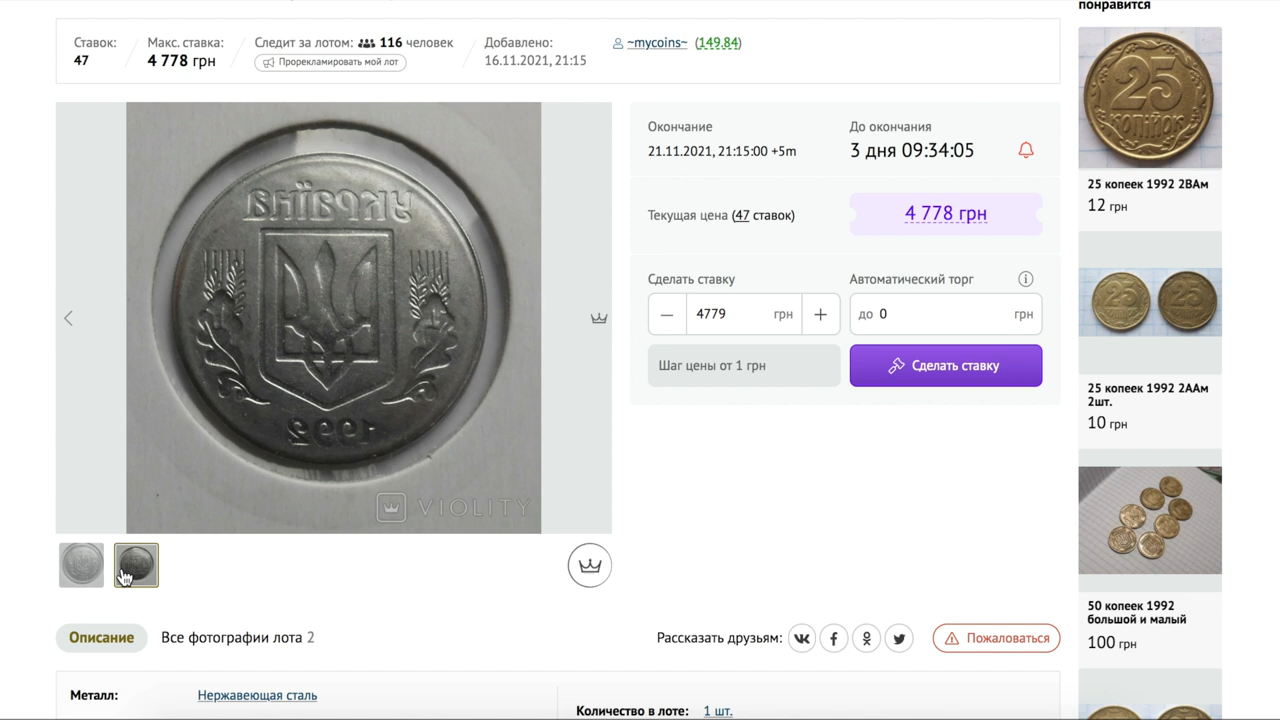 понравится
Ставок:
47
Макс. ставка:
4 778 грн
Следит за лотом: 116 человек
Прорекламировать мой лот
Добавлено:
16.11.2021, 21:15
~mycoins~ (149.84)
україна
1992
VIOLITY
Окончание
21.11.2021, 21:15:00 +5m
До окончания
3 дня 09:34:05
Текущая цена (47 ставок)
4 778 грн
Сделать ставку
— 4779 грн +
Автоматический торг
до 0 грн
Шаг цены от 1 грн
Сделать ставку
Описание
Все фотографии лота 2
Рассказать друзьям:
Пожаловаться
Металл:
Нержавеющая сталь
Количество в лоте: 1 шт.
25
КОПІЙОК
25 копеек 1992 2ВАм
12 грн
25 25
25 копеек 1992 2ААм
2шт.
10 грн
50 копеек 1992
большой и малый
100 грн